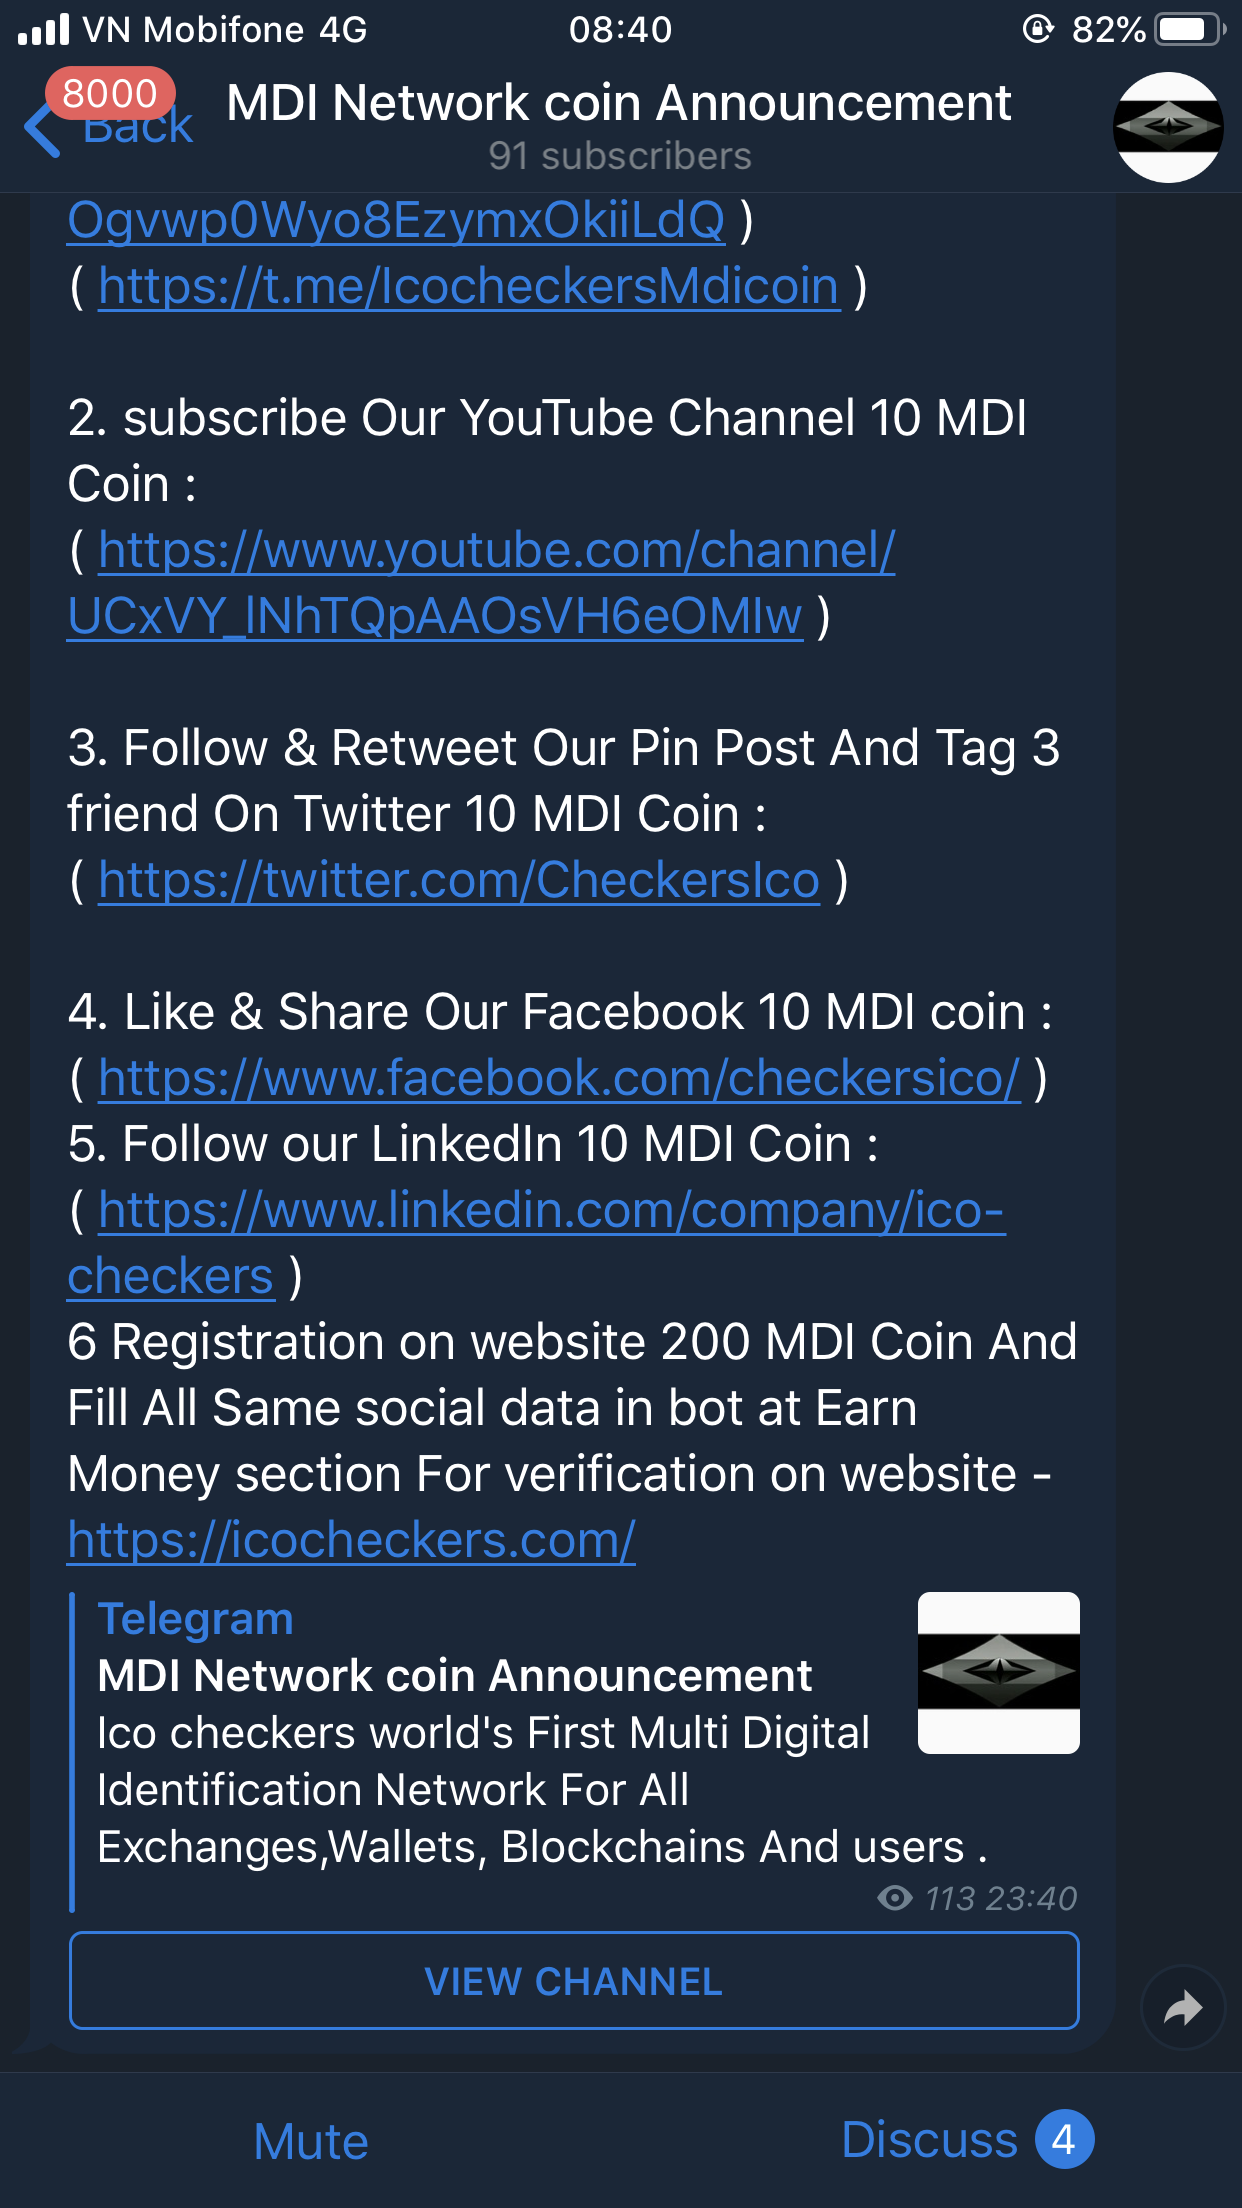 VN Mobifone 4G 08:40 82%
8000
Back
MDI Network coin Announcement
91 subscribers
Ogvwp0Wyo8EzymxOkiiLdQ )
( https://t.me/IcocheckersMdicoin )
2. subscribe Our YouTube Channel 10 MDI
Coin :
( https://www.youtube.com/channel/
UCxVY_lNhTQpAAOsVH6eOMIw )
3. Follow & Retweet Our Pin Post And Tag 3
friend On Twitter 10 MDI Coin :
( https://twitter.com/CheckersIco )
4. Like & Share Our Facebook 10 MDI coin :
( https://www.facebook.com/checkersico/ )
5. Follow our LinkedIn 10 MDI Coin :
( https://www.linkedin.com/company/ico-
checkers )
6 Registration on website 200 MDI Coin And
Fill All Same social data in bot at Earn
Money section For verification on website -
https://icocheckers.com/
Telegram
MDI Network coin Announcement
Ico checkers world's First Multi Digital
Identification Network For All
Exchanges,Wallets, Blockchains And users .
113 23:40
VIEW CHANNEL
Mute
Discuss 4